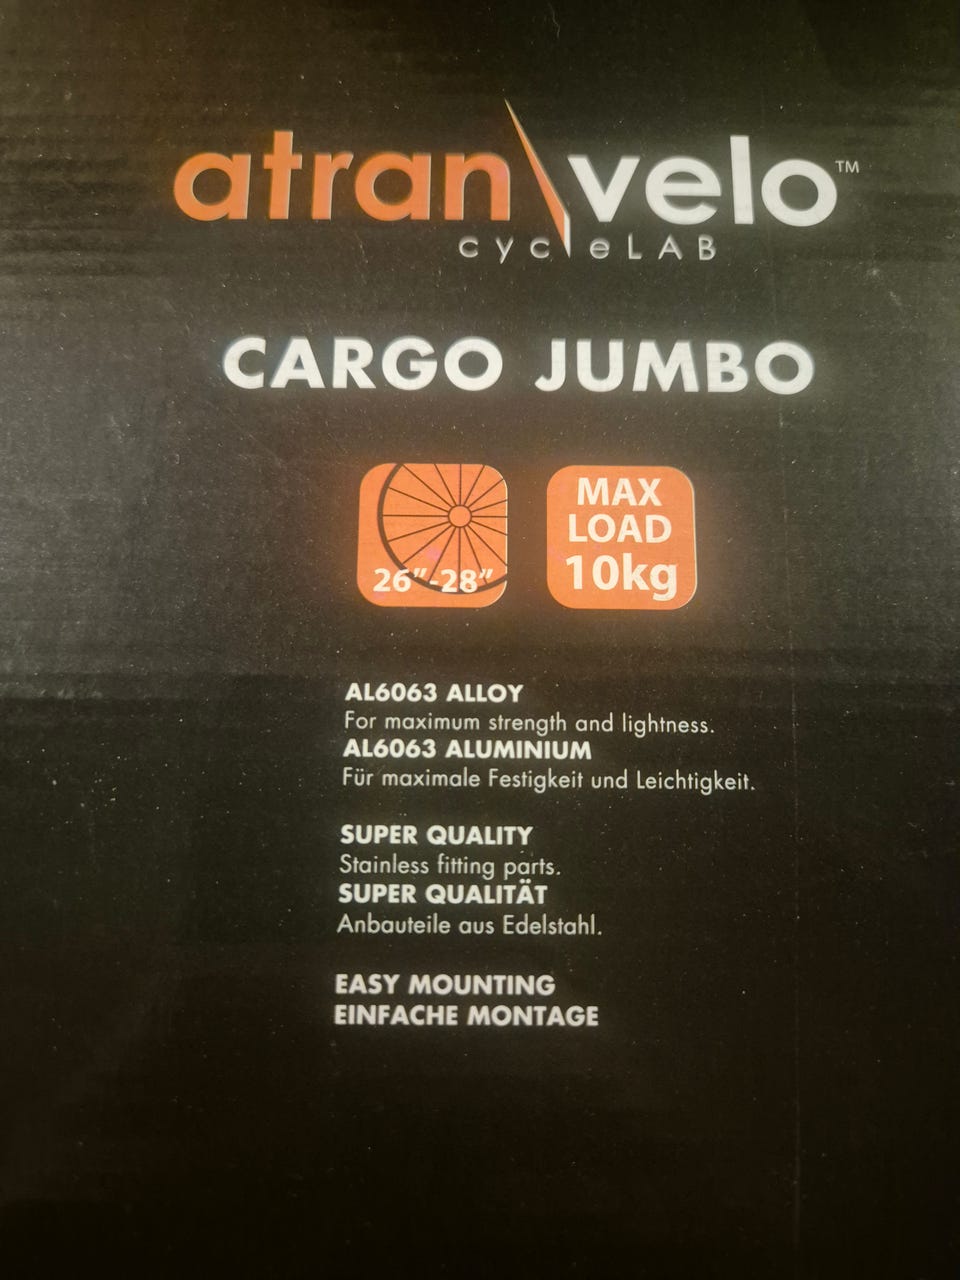 atran velo™
cycleLAB
CARGO JUMBO
26"-28"
MAX
LOAD
10kg
AL6063 ALLOY
For maximum strength and lightness.
AL6063 ALUMINIUM
Für maximale Festigkeit und Leichtigkeit.
SUPER QUALITY
Stainless fitting parts.
SUPER QUALITÄT
Anbauteile aus Edelstahl.
EASY MOUNTING
EINFACHE MONTAGE